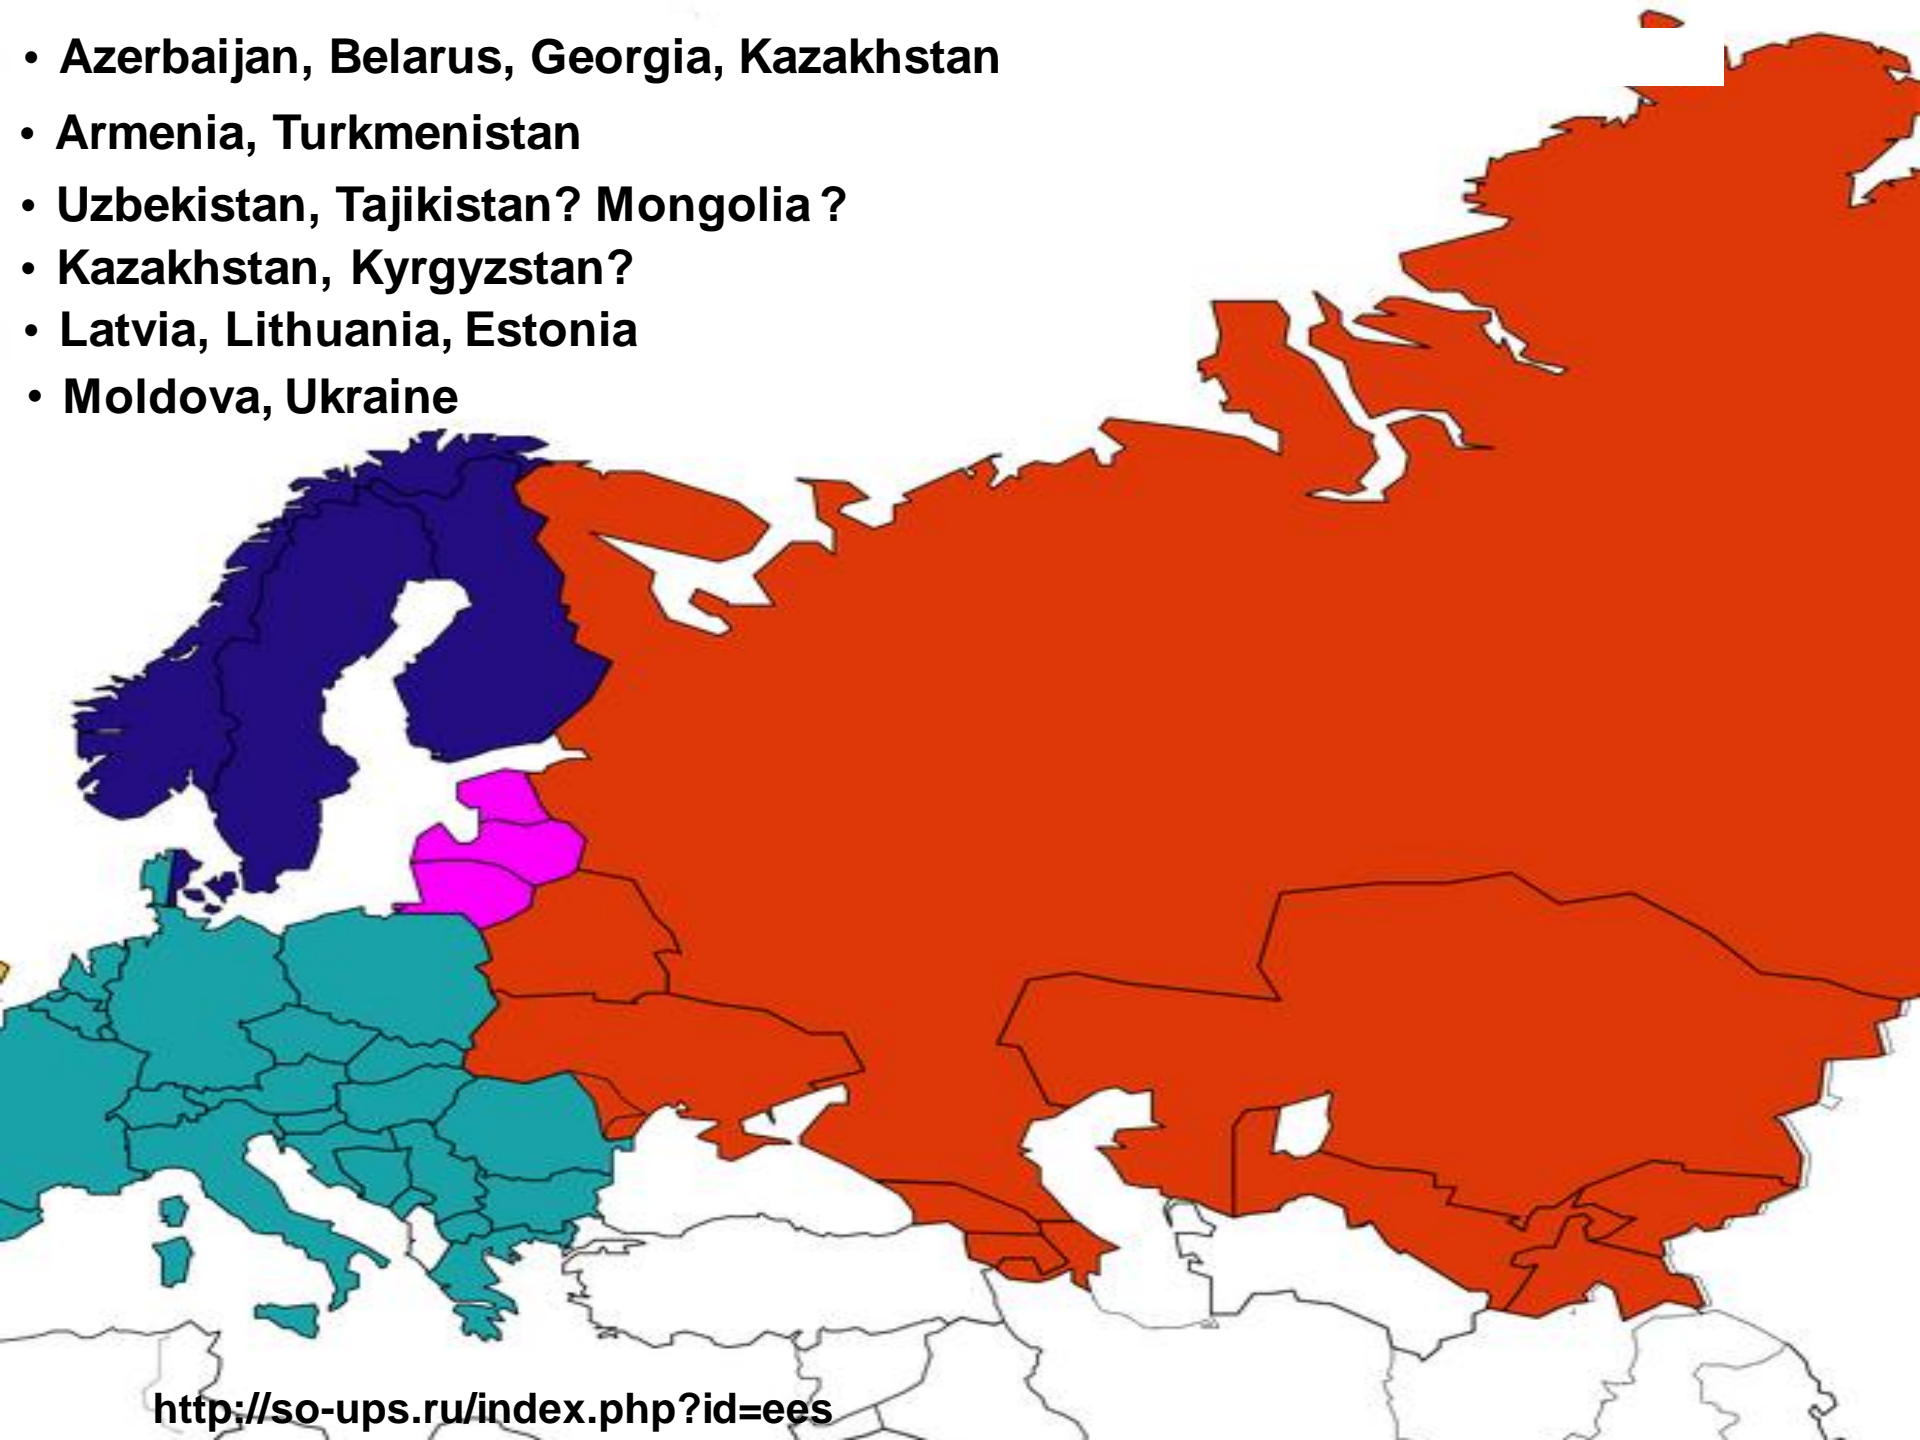 • Azerbaijan, Belarus, Georgia, Kazakhstan
• Armenia, Turkmenistan
• Uzbekistan, Tajikistan? Mongolia ?
• Kazakhstan, Kyrgyzstan?
• Latvia, Lithuania, Estonia
• Moldova, Ukraine
http://so-ups.ru/index.php?id=ees